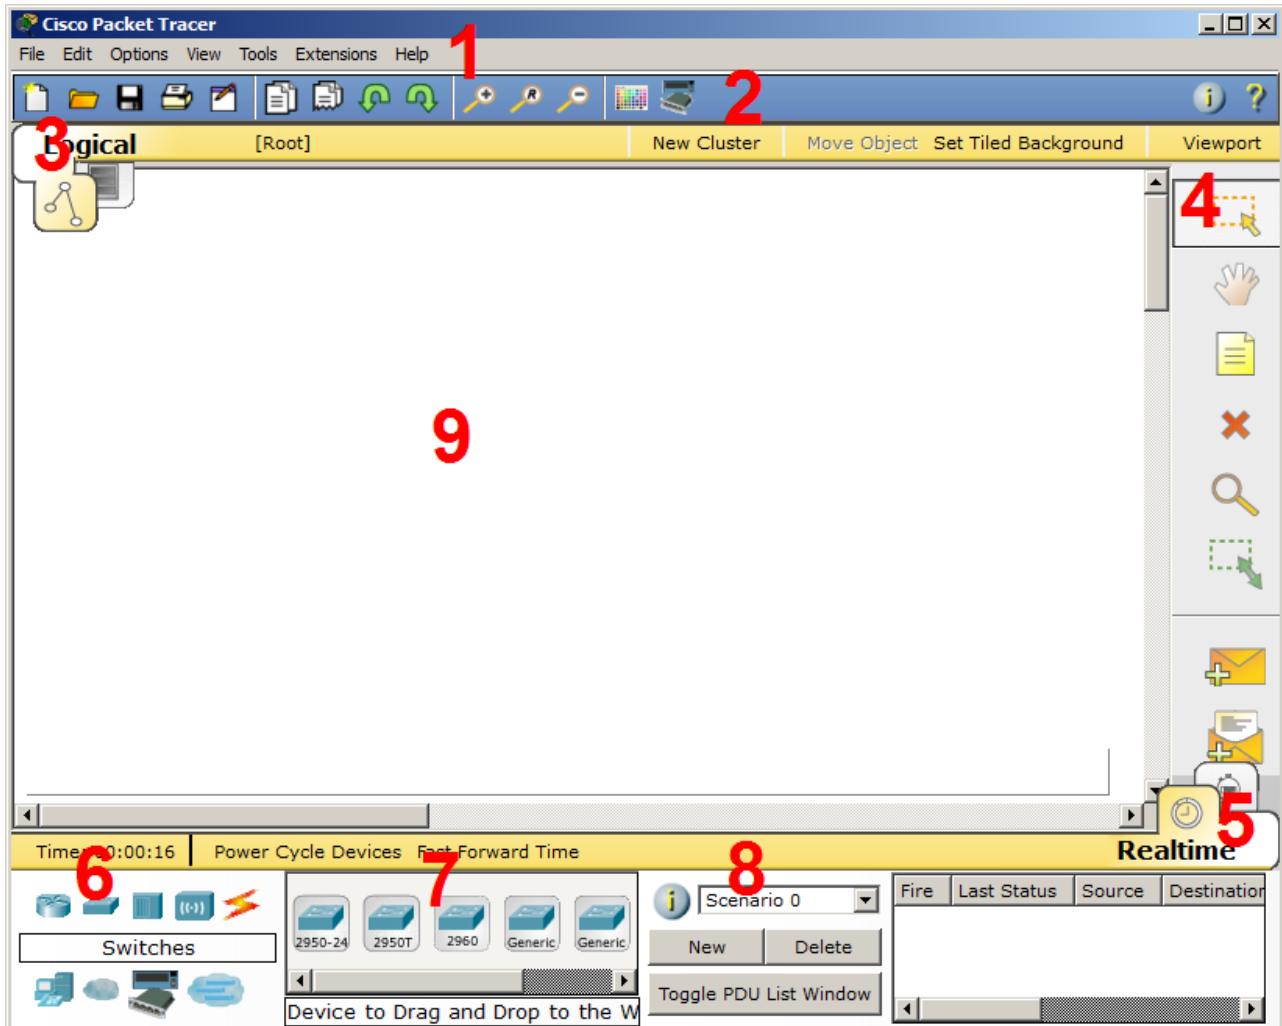 Cisco Packet Tracer
File Edit Options View Tools Extensions Help
1
2
3
Logical [Root] New Cluster Move Object Set Tiled Background Viewport
4
9
5
Time: 00:00:16 Power Cycle Devices Fast Forward Time Realtime
6
7
8
Switches
2950-24 2950T 2960 Generic Generic
Device to Drag and Drop to the W
Scenario 0
New Delete
Toggle PDU List Window
Fire Last Status Source Destination